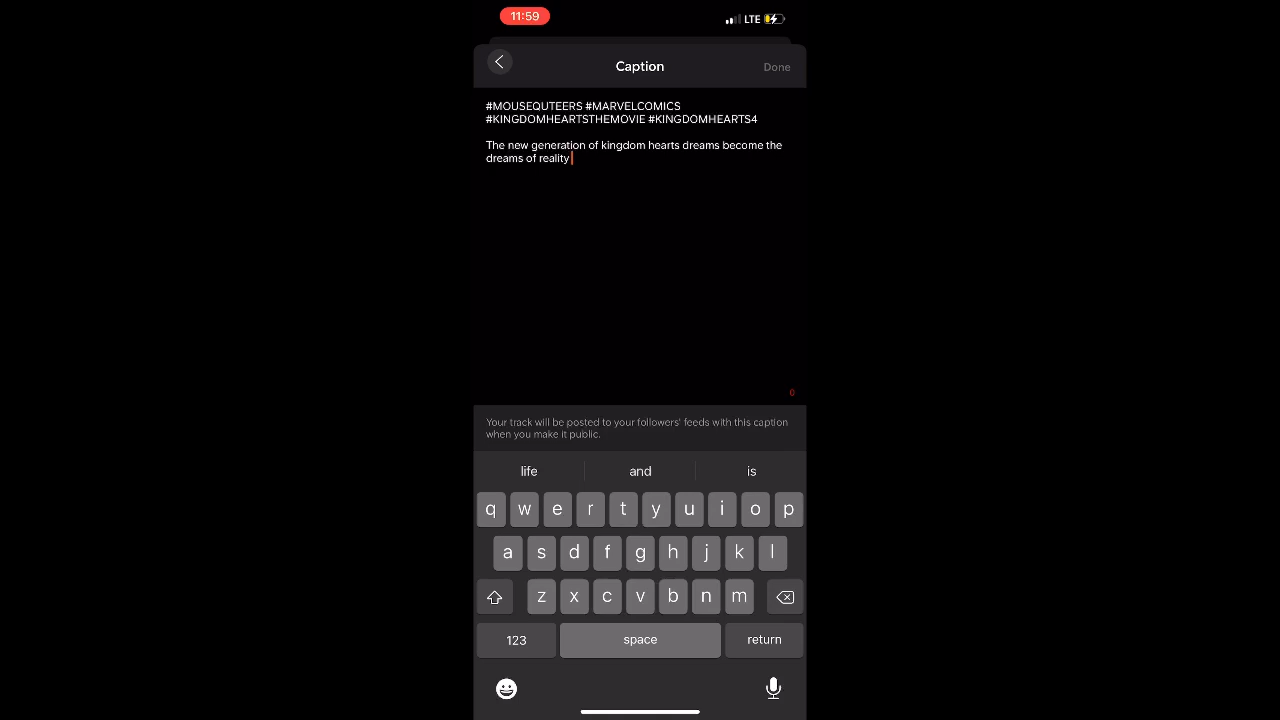 11:59
LTE
Caption
Done
#MOUSEQUTEERS #MARVELCOMICS
#KINGDOMHEARTSTHEMOVIE #KINGDOMHEARTS4
The new generation of kingdom hearts dreams become the
dreams of reality
0
Your track will be posted to your followers' feeds with this caption
when you make it public.
life and is
q w e r t y u i o p
a s d f g h j k l
z x c v b n m
123 space return